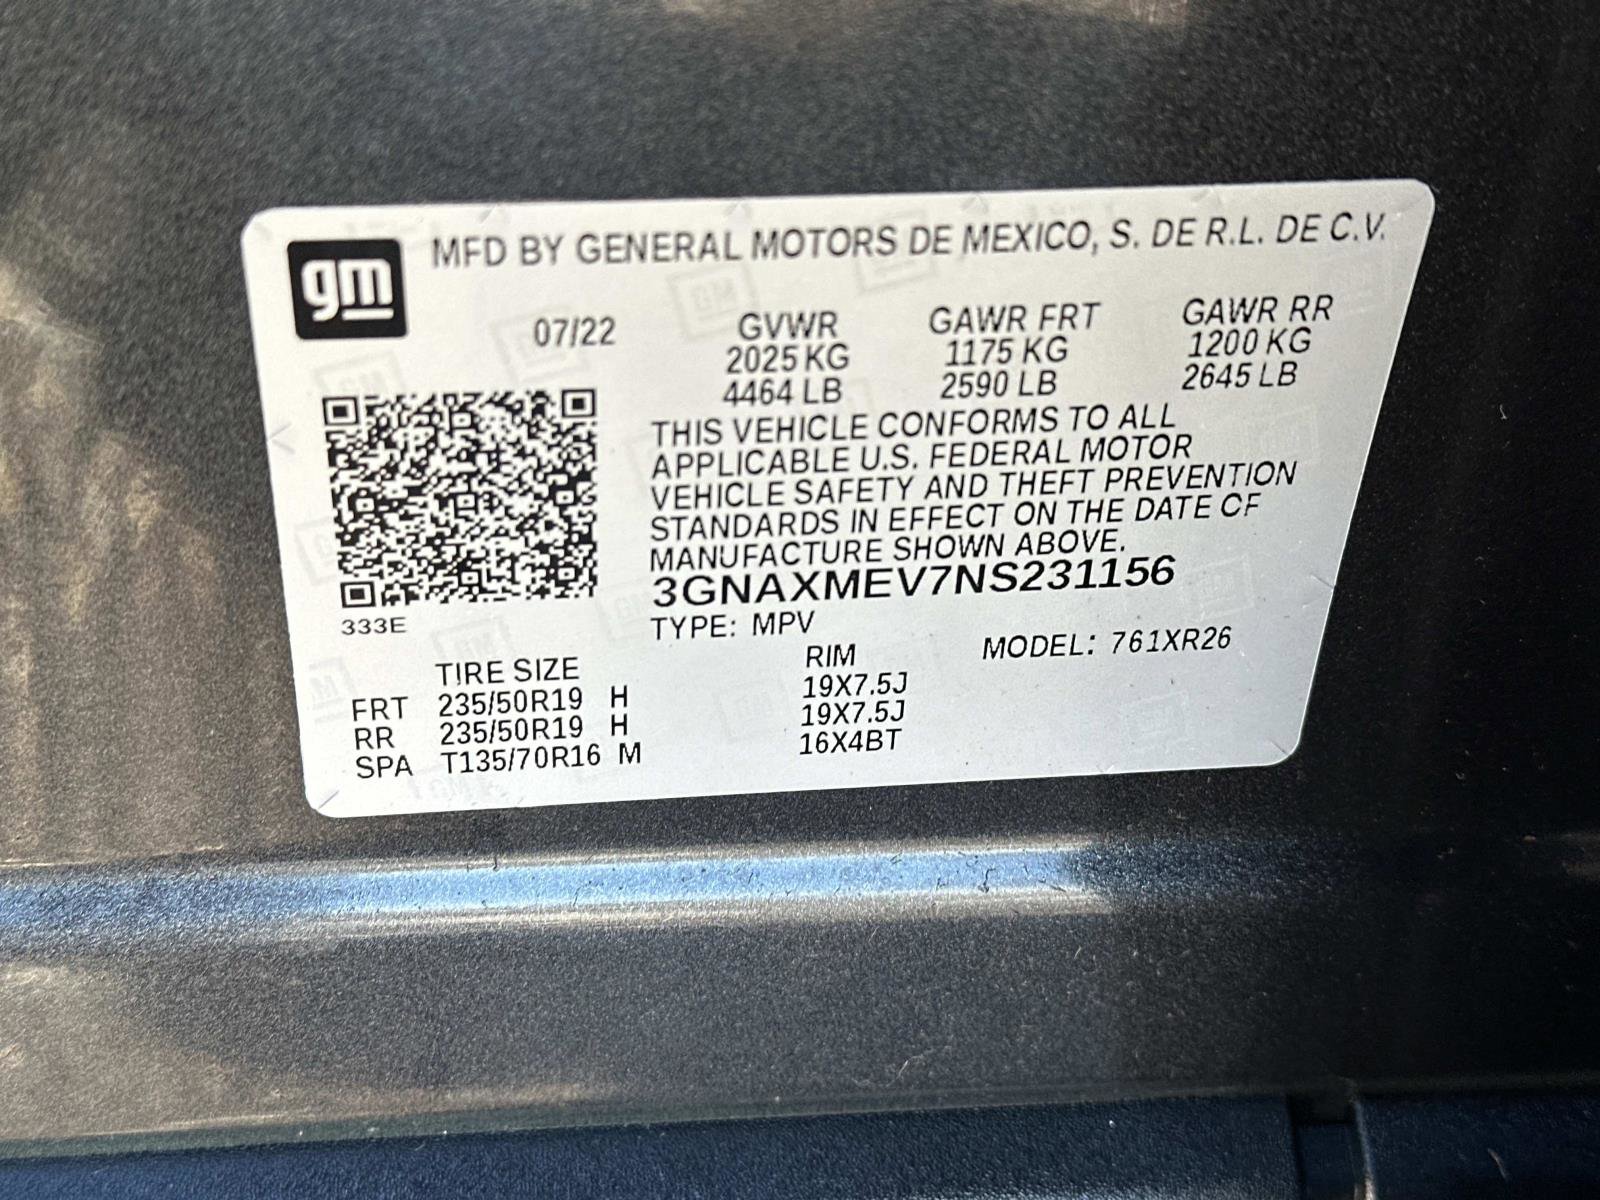 gm
MFD BY GENERAL MOTORS DE MEXICO, S. DE R.L. DE C.V.
07/22
GVWR GAWR FRT GAWR RR
2025 KG 1175 KG 1200 KG
4464 LB 2590 LB 2645 LB
THIS VEHICLE CONFORMS TO ALL
APPLICABLE U.S. FEDERAL MOTOR
VEHICLE SAFETY AND THEFT PREVENTION
STANDARDS IN EFFECT ON THE DATE OF
MANUFACTURE SHOWN ABOVE.
3GNAXMEV7NS231156
333E
TYPE: MPV MODEL: 761XR26
TIRE SIZE RIM
FRT 235/50R19 H 19X7.5J
RR 235/50R19 H 19X7.5J
SPA T135/70R16 M 16X4BT